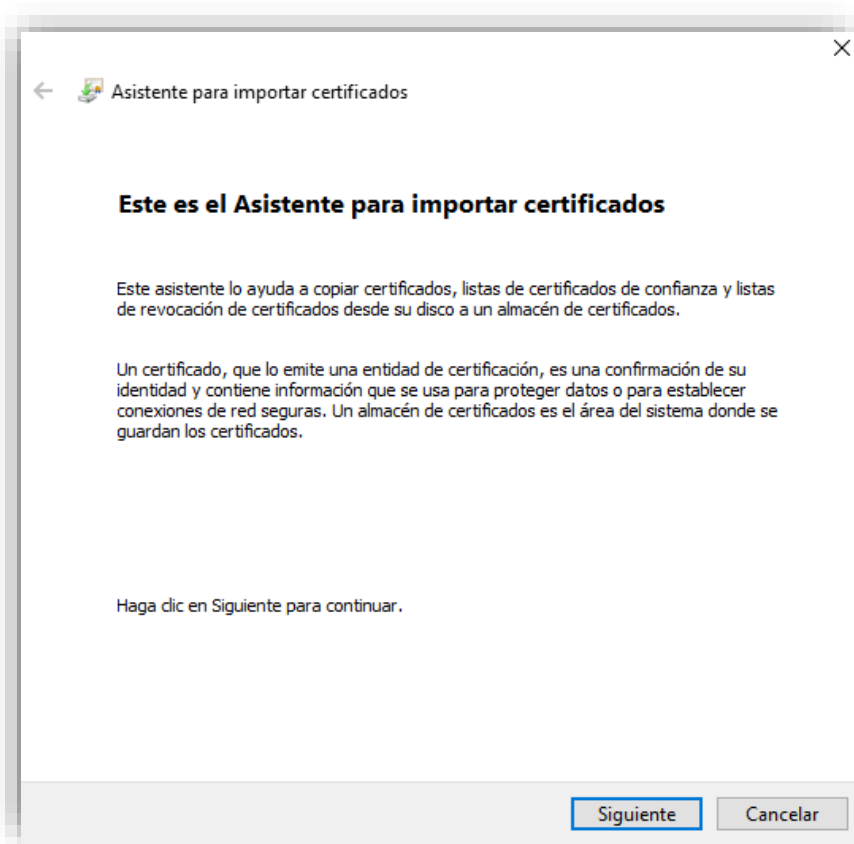 Asistente para importar certificados
Este es el Asistente para importar certificados
Este asistente lo ayuda a copiar certificados, listas de certificados de confianza y listas
de revocación de certificados desde su disco a un almacén de certificados.
Un certificado, que lo emite una entidad de certificación, es una confirmación de su
identidad y contiene información que se usa para proteger datos o para establecer
conexiones de red seguras. Un almacén de certificados es el área del sistema donde se
guardan los certificados.
Haga clic en Siguiente para continuar.
Siguiente Cancelar